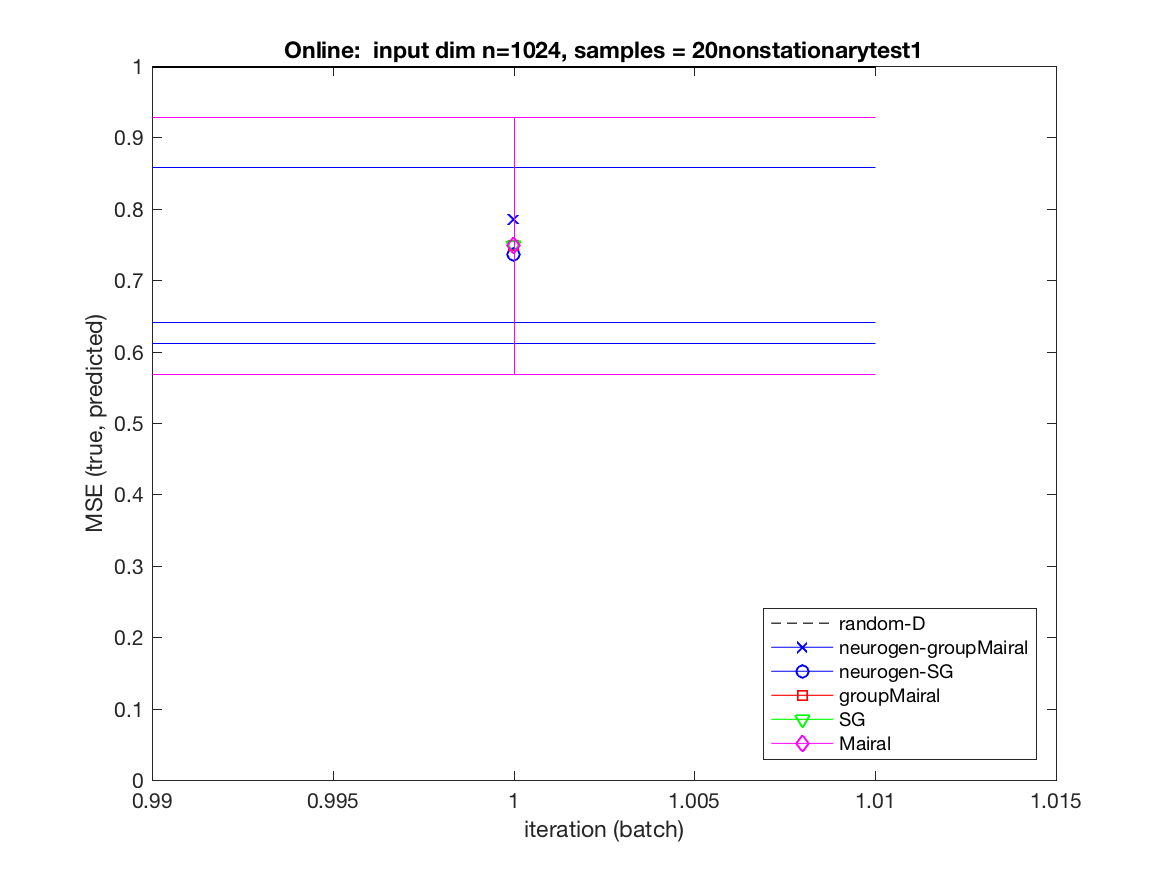 Online:  input dim n=1024, samples = 20nonstationarytest1
1
0.9
0.8
0.7
0.6
0.5
0.4
0.3
0.2
0.1
0
MSE (true, predicted)
0.99
0.995
1
1.005
1.01
1.015
iteration (batch)
random-D
neurogen-groupMairal
neurogen-SG
groupMairal
SG
Mairal